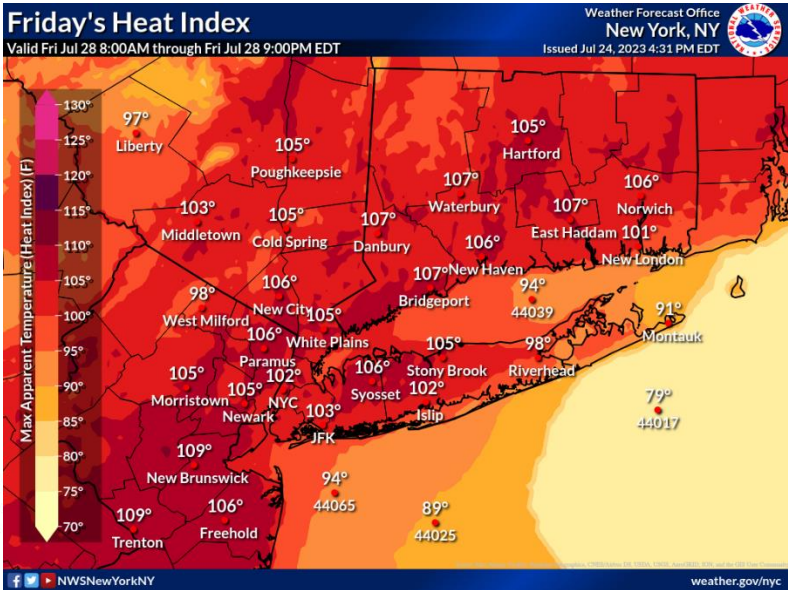 Friday's Heat Index
Valid Fri Jul 28 8:00AM through Fri Jul 28 9:00PM EDT
Weather Forecast Office
New York, NY
Issued Jul 24, 2023 4:31 PM EDT
NATIONAL WEATHER SERVICE
Max Apparent Temperature (Heat Index) (F)
130°
125°
120°
115°
110°
105°
100°
95°
90°
85°
80°
75°
70°
97°
Liberty
105°
Poughkeepsie
105°
Hartford
107°
Waterbury
106°
Norwich
103°
Middletown
105°
Cold Spring
107°
Danbury
107°
East Haddam
101°
New London
106°
New Haven
107°
Bridgeport
94°
44039
98°
West Milford
106°
New City
105°
White Plains
91°
Montauk
106°
Paramus
105°
Stony Brook
98°
Riverhead
105°
Morristown
105°
Newark
102°
NYC
106°
Syosset
102°
Islip
103°
JFK
79°
44017
109°
New Brunswick
94°
44065
89°
44025
109°
Trenton
106°
Freehold
NWSNewYorkNY
weather.gov/nyc